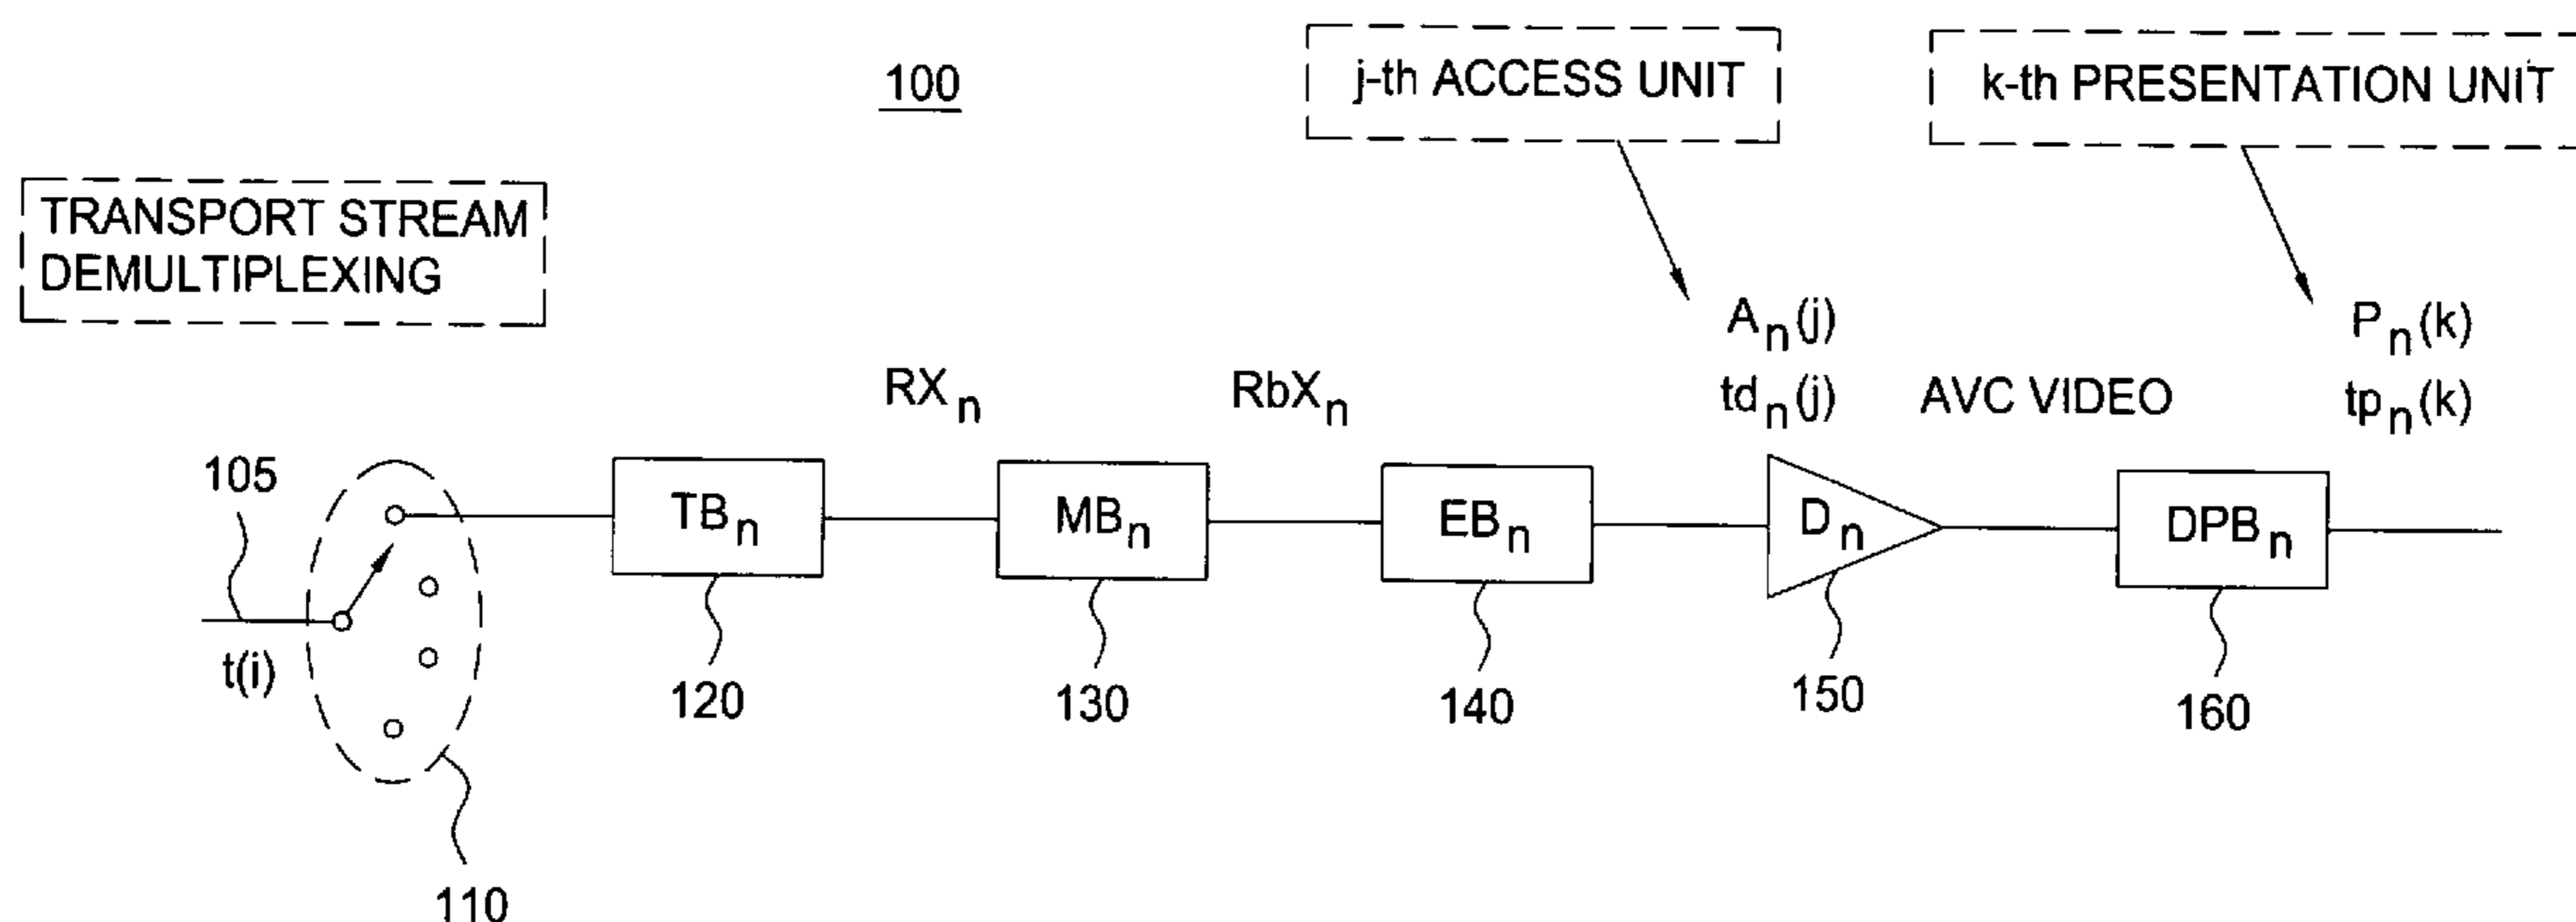 100
j-th ACCESS UNIT
k-th PRESENTATION UNIT
TRANSPORT STREAM
DEMULTIPLEXING
An(j)
Pn(k)
RXn
RbXn
tdn(j)
AVC VIDEO
tpn(k)
105
TBn
MBn
EBn
Dn
DPBn
t(i)
120
130
140
150
160
110